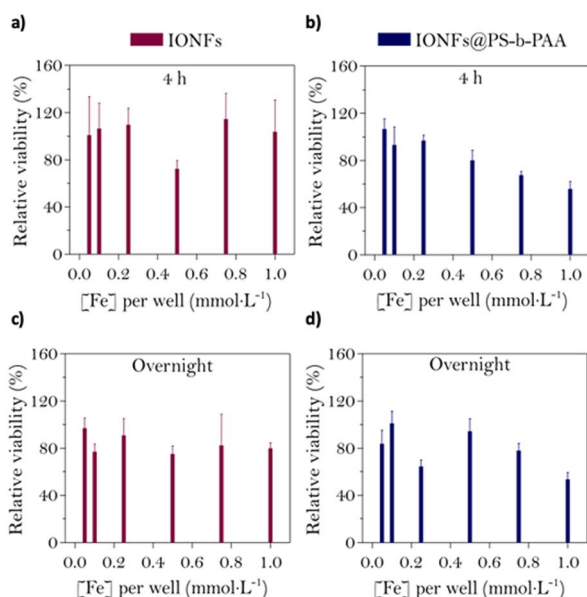 a)
IONFs
b)
IONFs@PS-b-PAA
Relative viability (%)
160
120
80
40
0
4 h
0.0 0.2 0.4 0.6 0.8 1.0
[Fe] per well (mmol·L⁻¹)
Relative viability (%)
160
120
80
40
0
4 h
0.0 0.2 0.4 0.6 0.8 1.0
[Fe] per well (mmol·L⁻¹)
c)
Relative viability (%)
160
120
80
40
0
Overnight
0.0 0.2 0.4 0.6 0.8 1.0
[Fe] per well (mmol·L⁻¹)
d)
Relative viability (%)
160
120
80
40
0
Overnight
0.0 0.2 0.4 0.6 0.8 1.0
[Fe] per well (mmol·L⁻¹)